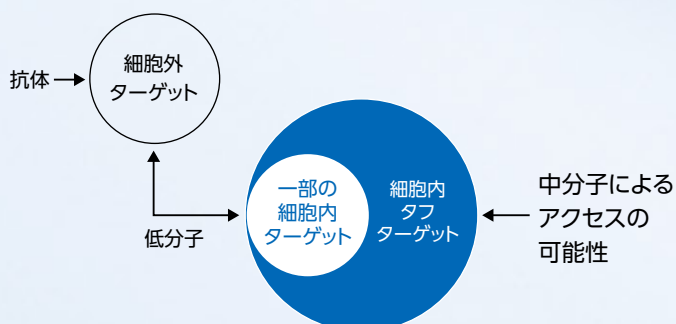 抗体
細胞外
ターゲット
低分子
一部の
細胞内
ターゲット
細胞内
タフ
ターゲット
中分子による
アクセスの
可能性